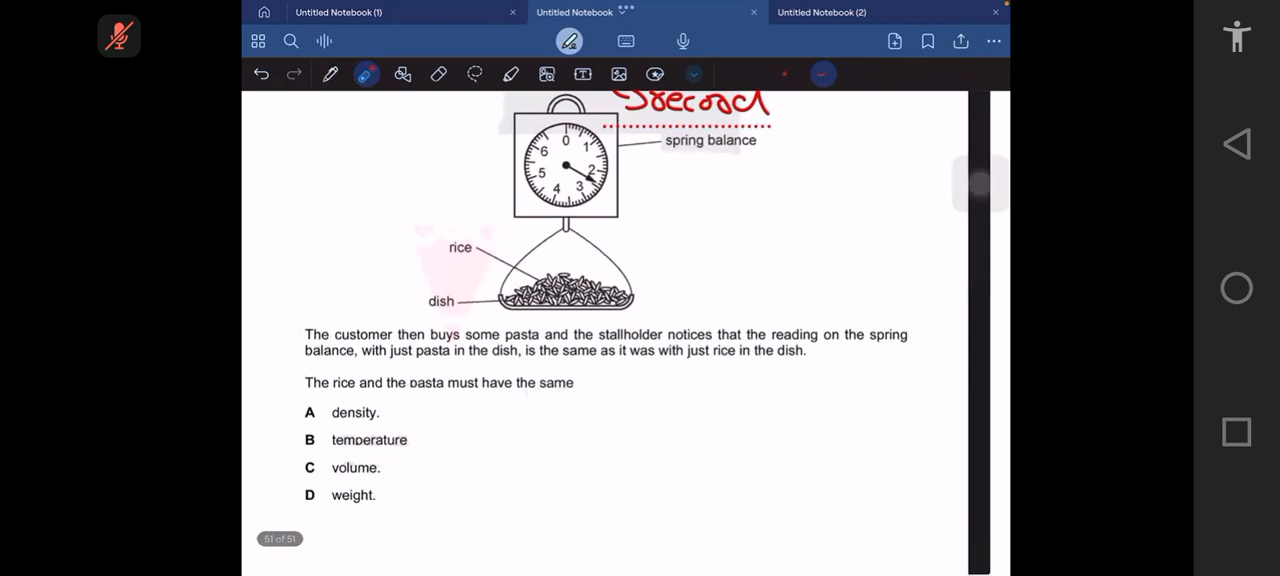 Untitled Notebook (1)
Untitled Notebook
Untitled Notebook (2)
0
1
2
3
4
5
6
spring balance
rice
dish
The customer then buys some pasta and the stallholder notices that the reading on the spring
balance, with just pasta in the dish, is the same as it was with just rice in the dish.
The rice and the pasta must have the same
A density.
B temperature
C volume.
D weight.
51 of 51